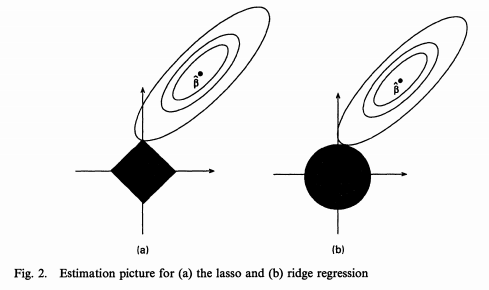 β̂
β̂
(a)
(b)
Fig. 2. Estimation picture for (a) the lasso and (b) ridge regression